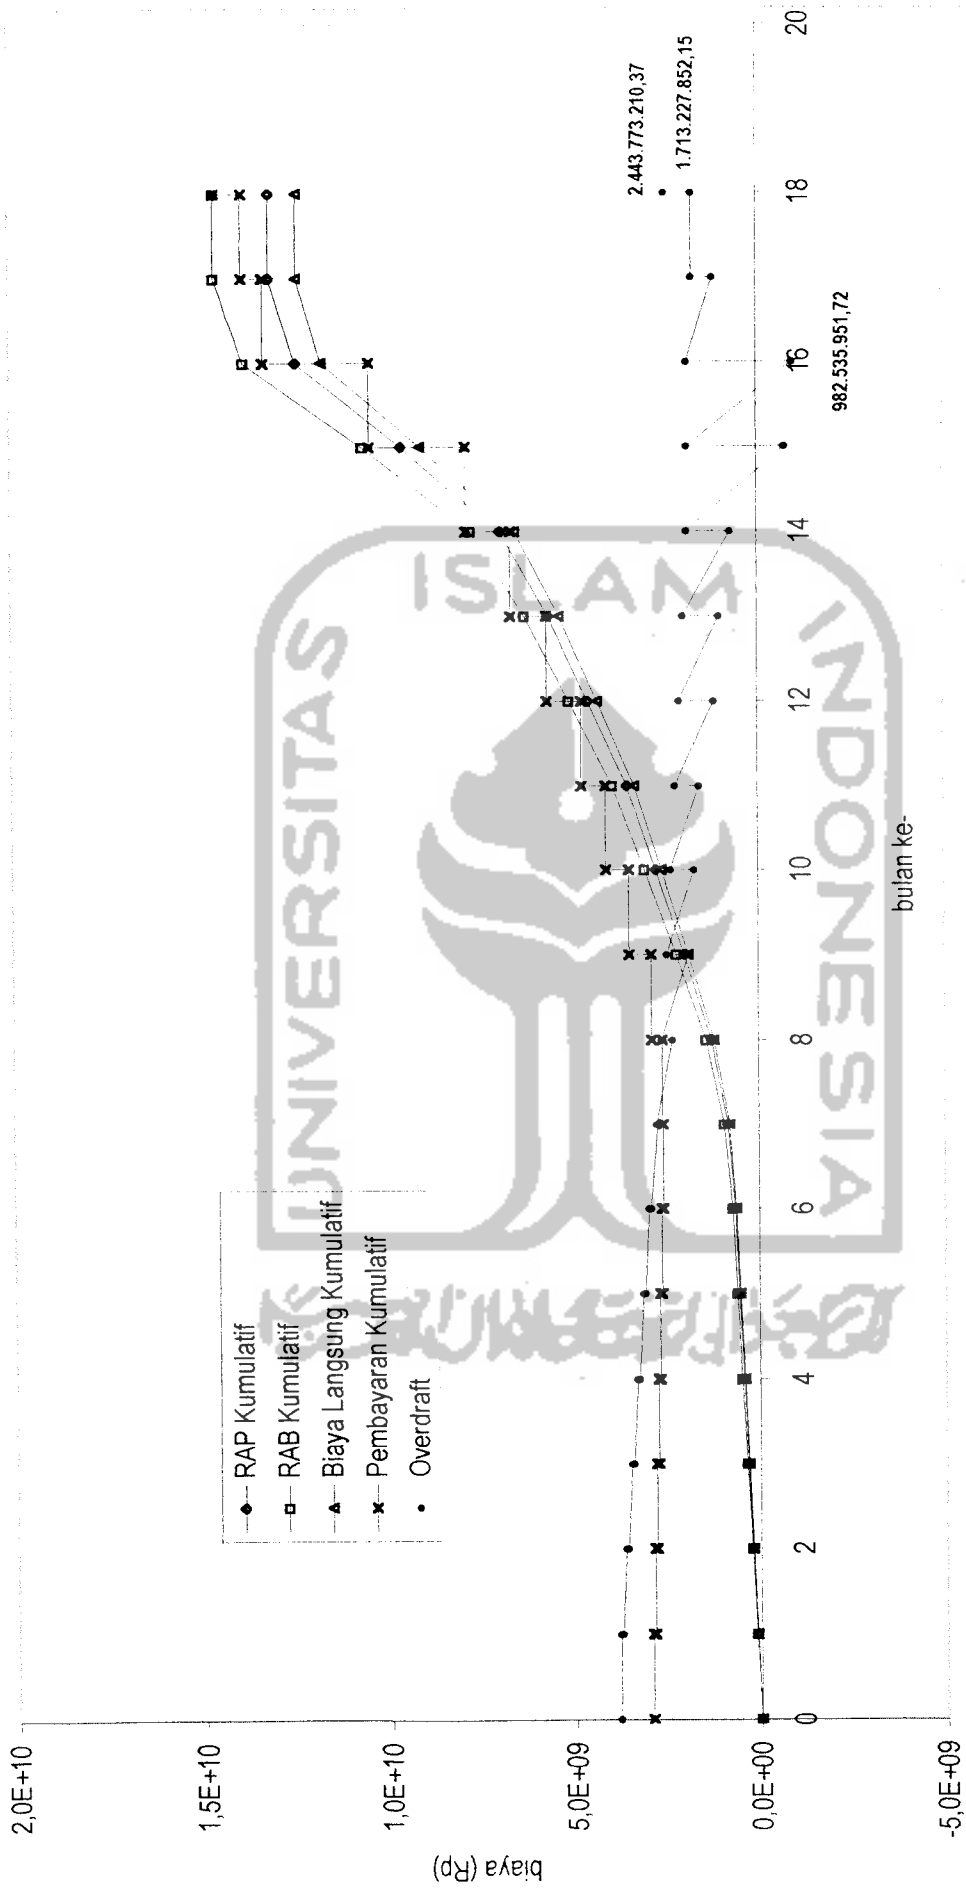 2,0E+10
1,5E+10
1,0E+10
5,0E+09
0,0E+00
-5,0E+09
biaya (Rp)
RAP Kumulatif
RAB Kumulatif
Biaya Langsung Kumulatif
Pembayaran Kumulatif
Overdraft
0
2
4
6
8
10
12
14
16
18
20
bulan ke-
2.443.773.210,37
1.713.227.852,15
982.535.951,72
UNIVERSITAS
ISLAM
INDONESIA